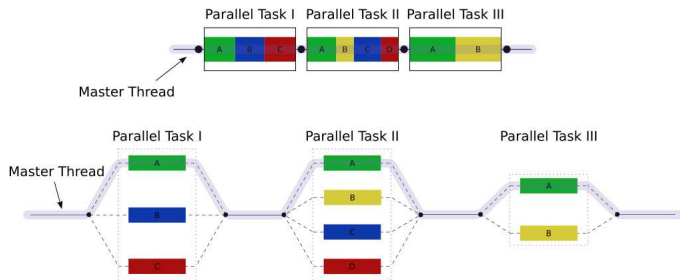 Parallel Task I Parallel Task II Parallel Task III
A B C A B C D A B
Master Thread
Parallel Task I Parallel Task II Parallel Task III
A A
A
B
Master Thread
B
C
B
C D